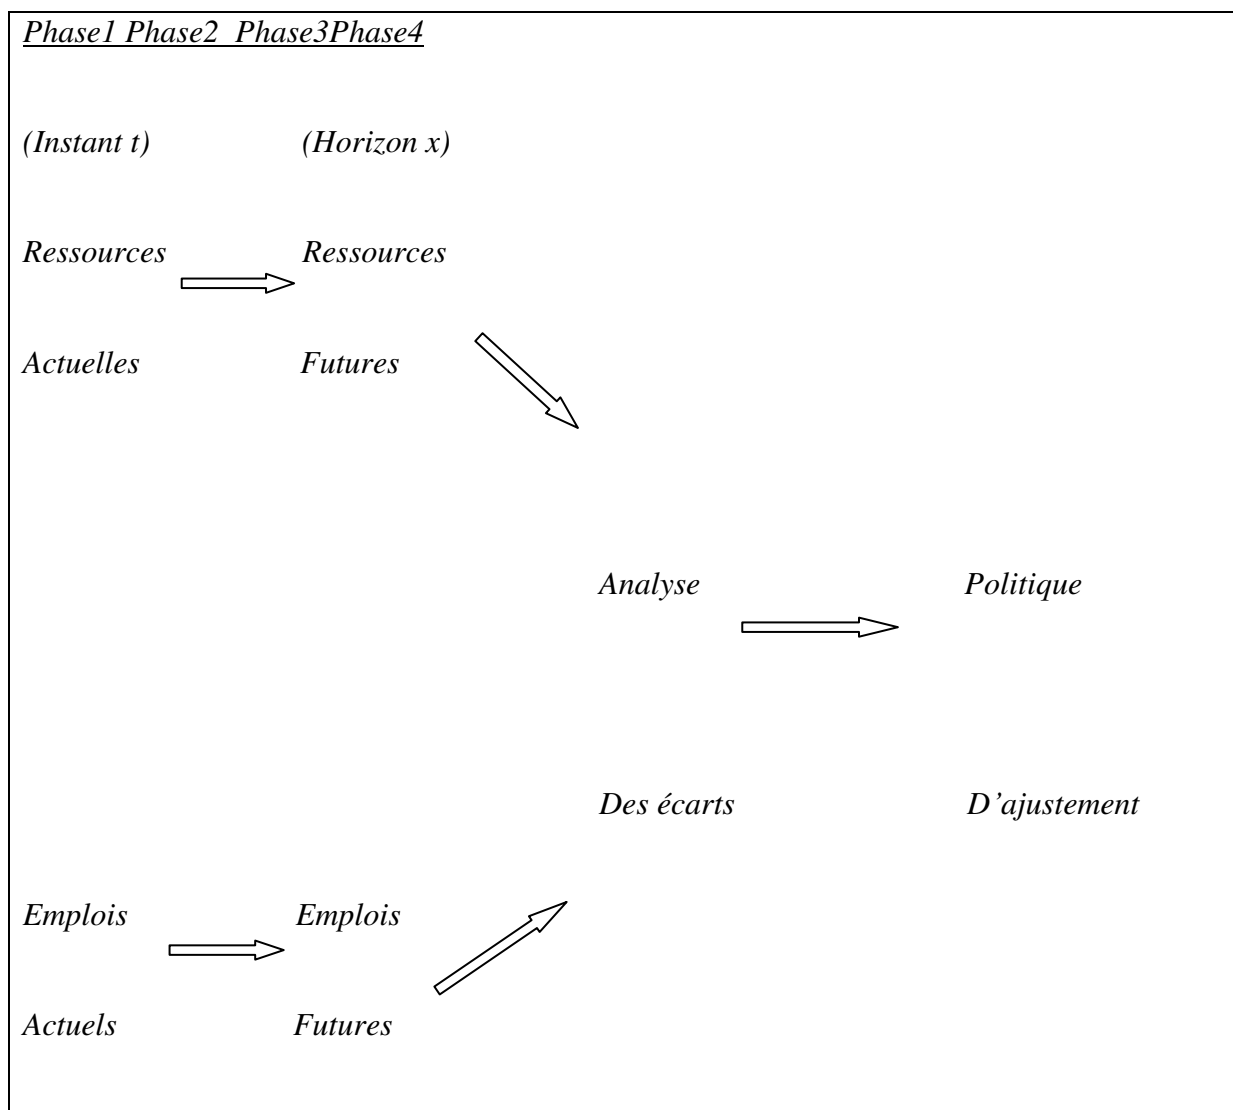 Phase1 Phase2  Phase3Phase4
(Instant t) (Horizon x)
Ressources Ressources
Actuelles Futures
Analyse Politique
Des écarts D’ajustement
Emplois Emplois
Actuels Futures